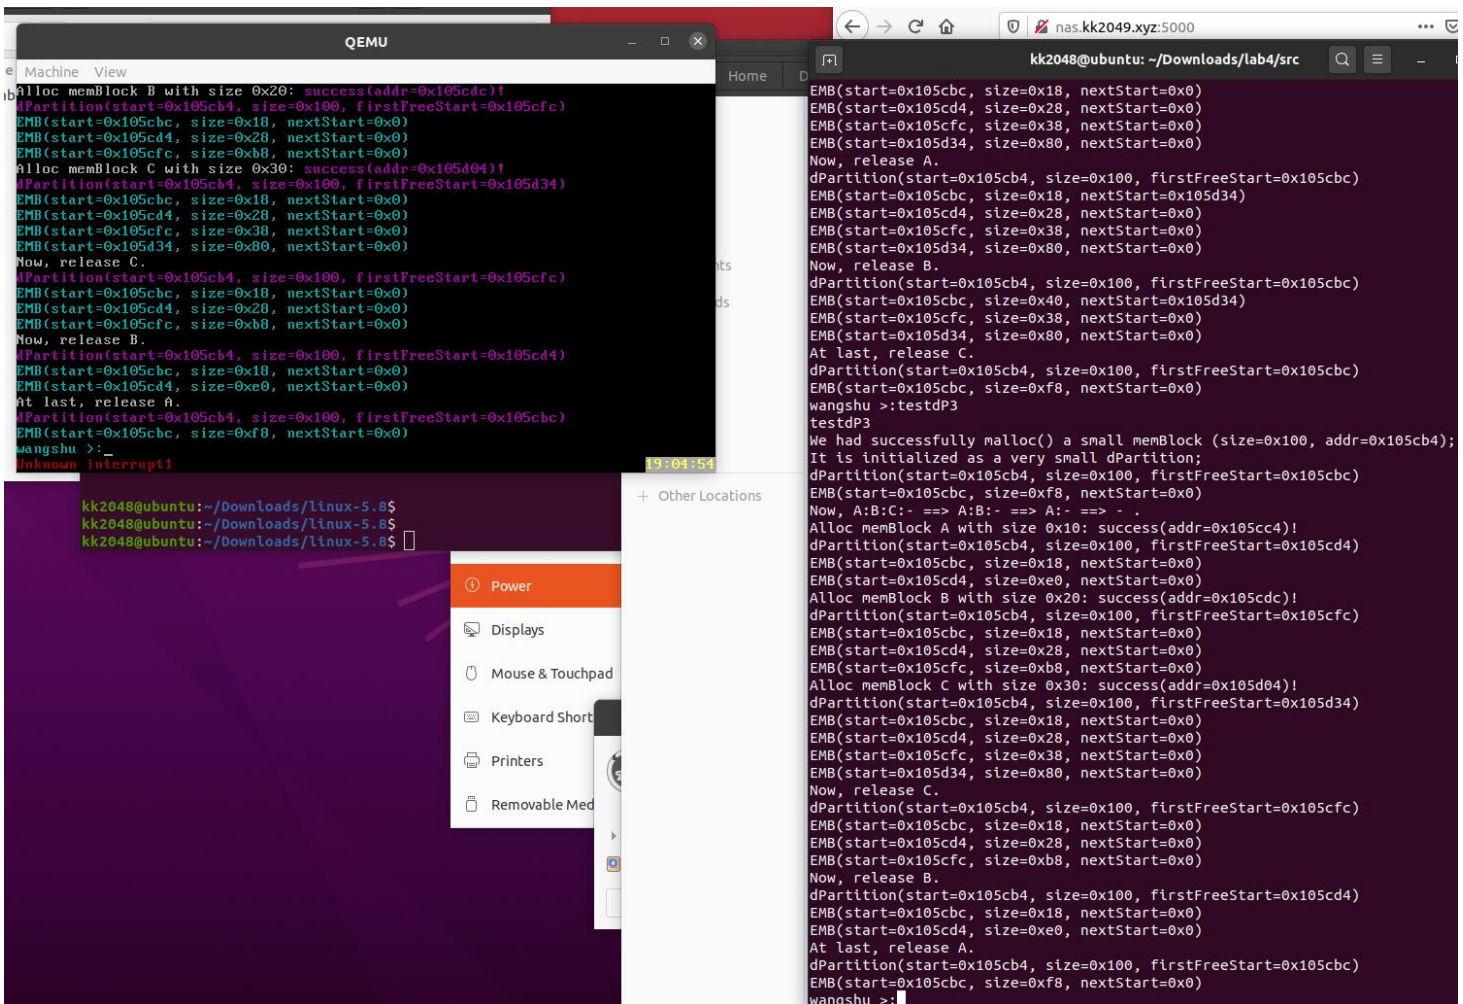 QEMU
Machine View
Alloc memBlock B with size 0x20: success(addr=0x105cdc)!
dPartition(start=0x105cb4, size=0x100, firstFreeStart=0x105cfc)
EMB(start=0x105cbc, size=0x18, nextStart=0x0)
EMB(start=0x105cd4, size=0x28, nextStart=0x0)
EMB(start=0x105cfc, size=0xb8, nextStart=0x0)
Alloc memBlock C with size 0x30: success(addr=0x105d04)!
dPartition(start=0x105cb4, size=0x100, firstFreeStart=0x105d34)
EMB(start=0x105cbc, size=0x18, nextStart=0x0)
EMB(start=0x105cd4, size=0x28, nextStart=0x0)
EMB(start=0x105cfc, size=0x38, nextStart=0x0)
EMB(start=0x105d34, size=0x80, nextStart=0x0)
Now, release C.
dPartition(start=0x105cb4, size=0x100, firstFreeStart=0x105cfc)
EMB(start=0x105cbc, size=0x18, nextStart=0x0)
EMB(start=0x105cd4, size=0x28, nextStart=0x0)
EMB(start=0x105cfc, size=0xb8, nextStart=0x0)
Now, release B.
dPartition(start=0x105cb4, size=0x100, firstFreeStart=0x105cd4)
EMB(start=0x105cbc, size=0x18, nextStart=0x0)
EMB(start=0x105cd4, size=0xe0, nextStart=0x0)
At last, release A.
dPartition(start=0x105cb4, size=0x100, firstFreeStart=0x105cbc)
EMB(start=0x105cbc, size=0xf8, nextStart=0x0)
wangshu >:_
Unknown interrupt1 19:04:54
kk2048@ubuntu:~/Downloads/linux-5.8$
kk2048@ubuntu:~/Downloads/linux-5.8$
kk2048@ubuntu:~/Downloads/linux-5.8$
Power
Displays
Mouse & Touchpad
Keyboard Short
Printers
Removable Med
Home
+ Other Locations
nas.kk2049.xyz:5000
kk2048@ubuntu: ~/Downloads/lab4/src
EMB(start=0x105cbc, size=0x18, nextStart=0x0)
EMB(start=0x105cd4, size=0x28, nextStart=0x0)
EMB(start=0x105cfc, size=0x38, nextStart=0x0)
EMB(start=0x105d34, size=0x80, nextStart=0x0)
Now, release A.
dPartition(start=0x105cb4, size=0x100, firstFreeStart=0x105cbc)
EMB(start=0x105cbc, size=0x18, nextStart=0x105d34)
EMB(start=0x105cd4, size=0x28, nextStart=0x0)
EMB(start=0x105cfc, size=0x38, nextStart=0x0)
EMB(start=0x105d34, size=0x80, nextStart=0x0)
Now, release B.
dPartition(start=0x105cb4, size=0x100, firstFreeStart=0x105cbc)
EMB(start=0x105cbc, size=0x40, nextStart=0x105d34)
EMB(start=0x105cfc, size=0x38, nextStart=0x0)
EMB(start=0x105d34, size=0x80, nextStart=0x0)
At last, release C.
dPartition(start=0x105cb4, size=0x100, firstFreeStart=0x105cbc)
EMB(start=0x105cbc, size=0xf8, nextStart=0x0)
wangshu >:testdP3
testdP3
We had successfully malloc() a small memBlock (size=0x100, addr=0x105cb4);
It is initialized as a very small dPartition;
dPartition(start=0x105cb4, size=0x100, firstFreeStart=0x105cbc)
EMB(start=0x105cbc, size=0xf8, nextStart=0x0)
Now, A:B:C:- ==> A:B:- ==> A:- ==> - .
Alloc memBlock A with size 0x10: success(addr=0x105cc4)!
dPartition(start=0x105cb4, size=0x100, firstFreeStart=0x105cd4)
EMB(start=0x105cbc, size=0x18, nextStart=0x0)
EMB(start=0x105cd4, size=0xe0, nextStart=0x0)
Alloc memBlock B with size 0x20: success(addr=0x105cdc)!
dPartition(start=0x105cb4, size=0x100, firstFreeStart=0x105cfc)
EMB(start=0x105cbc, size=0x18, nextStart=0x0)
EMB(start=0x105cd4, size=0x28, nextStart=0x0)
EMB(start=0x105cfc, size=0xb8, nextStart=0x0)
Alloc memBlock C with size 0x30: success(addr=0x105d04)!
dPartition(start=0x105cb4, size=0x100, firstFreeStart=0x105d34)
EMB(start=0x105cbc, size=0x18, nextStart=0x0)
EMB(start=0x105cd4, size=0x28, nextStart=0x0)
EMB(start=0x105cfc, size=0x38, nextStart=0x0)
EMB(start=0x105d34, size=0x80, nextStart=0x0)
Now, release C.
dPartition(start=0x105cb4, size=0x100, firstFreeStart=0x105cfc)
EMB(start=0x105cbc, size=0x18, nextStart=0x0)
EMB(start=0x105cd4, size=0x28, nextStart=0x0)
EMB(start=0x105cfc, size=0xb8, nextStart=0x0)
Now, release B.
dPartition(start=0x105cb4, size=0x100, firstFreeStart=0x105cd4)
EMB(start=0x105cbc, size=0x18, nextStart=0x0)
EMB(start=0x105cd4, size=0xe0, nextStart=0x0)
At last, release A.
dPartition(start=0x105cb4, size=0x100, firstFreeStart=0x105cbc)
EMB(start=0x105cbc, size=0xf8, nextStart=0x0)
wangshu >: